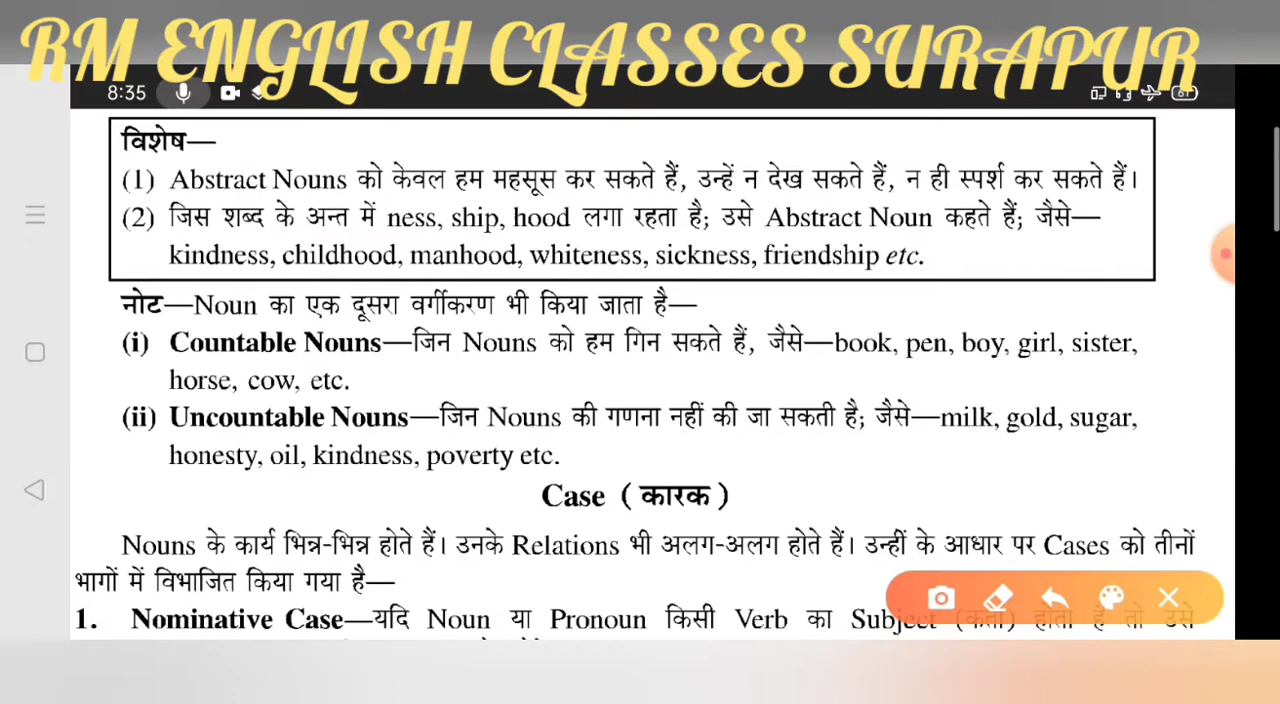 RM ENGLISH CLASSES SURAPUR
8:35
61
विशेष—
(1) Abstract Nouns को केवल हम महसूस कर सकते हैं, उन्हें न देख सकते हैं, न ही स्पर्श कर सकते हैं।
(2) जिस शब्द के अन्त में ness, ship, hood लगा रहता है; उसे Abstract Noun कहते हैं; जैसे—
kindness, childhood, manhood, whiteness, sickness, friendship etc.
नोट—Noun का एक दूसरा वर्गीकरण भी किया जाता है—
(i) Countable Nouns—जिन Nouns को हम गिन सकते हैं, जैसे—book, pen, boy, girl, sister,
horse, cow, etc.
(ii) Uncountable Nouns—जिन Nouns की गणना नहीं की जा सकती है; जैसे—milk, gold, sugar,
honesty, oil, kindness, poverty etc.
Case (कारक)
Nouns के कार्य भिन्न-भिन्न होते हैं। उनके Relations भी अलग-अलग होते हैं। उन्हीं के आधार पर Cases को तीनों
भागों में विभाजित किया गया है—
1. Nominative Case—यदि Noun या Pronoun किसी Verb का Subject (कर्ता) होता है तो उसे